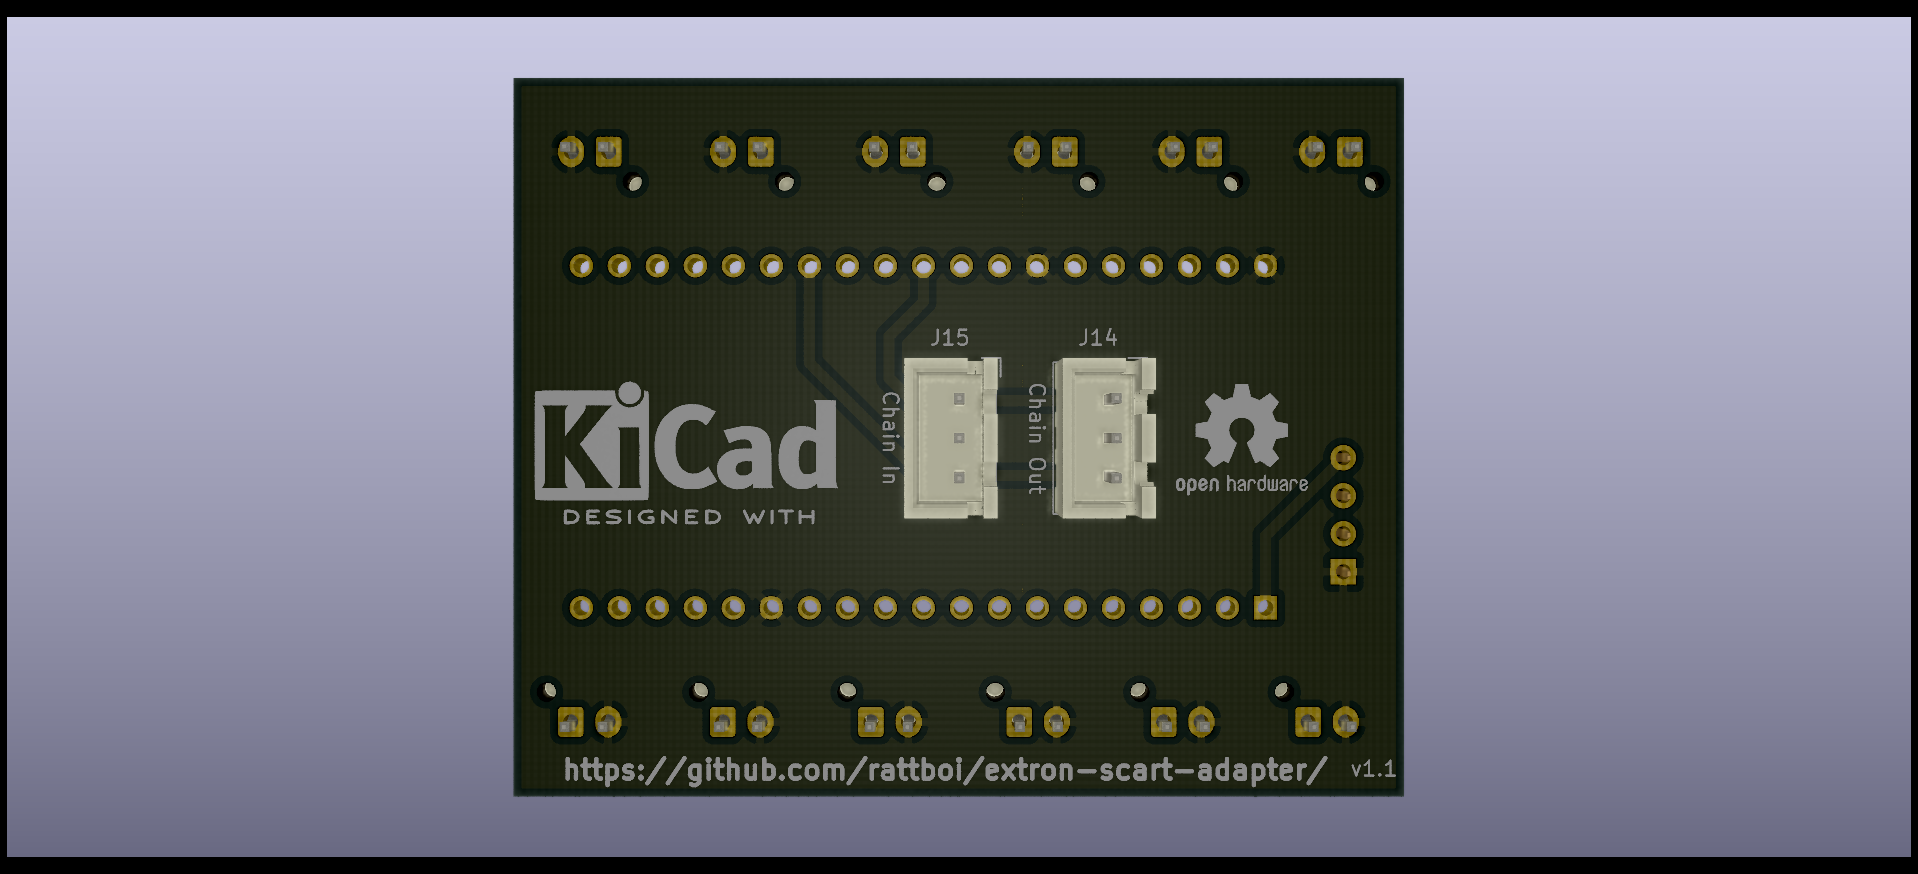 J15
J14
Chain In
Chain Out
KiCad
DESIGNED WITH
open hardware
https://github.com/rattboi/extron-scart-adapter/
v1.1